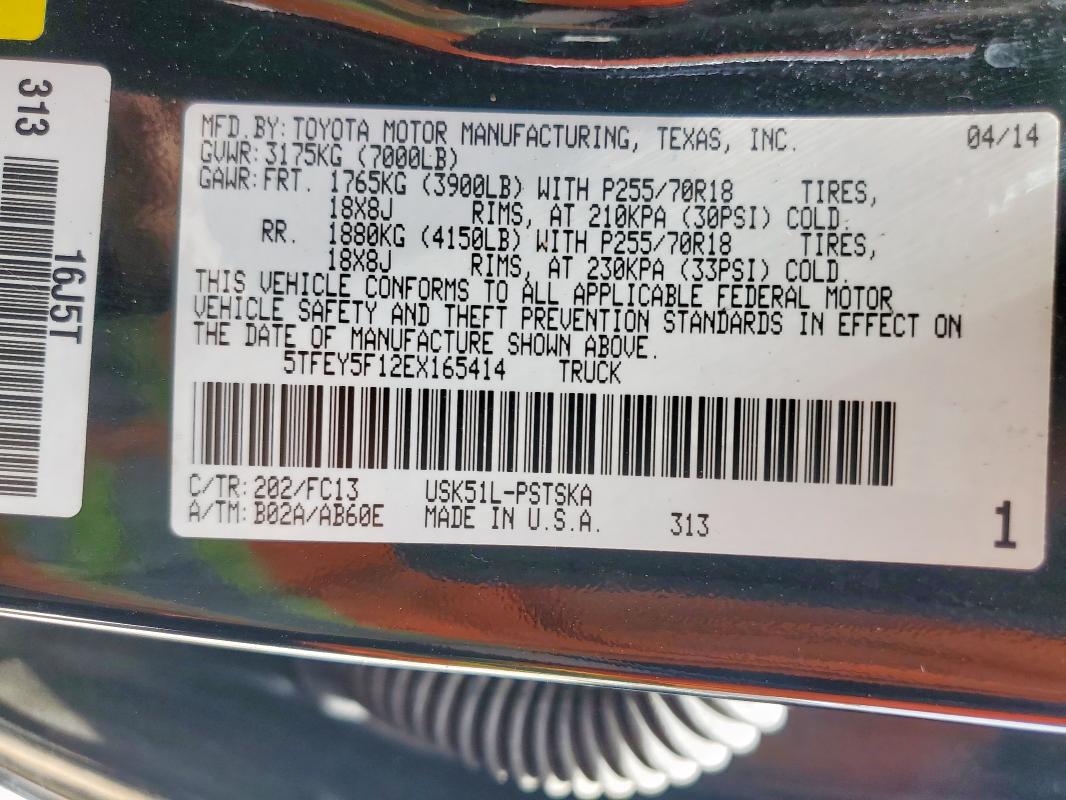 313
16J5T
MFD.BY: TOYOTA MOTOR MANUFACTURING, TEXAS, INC. 04/14
GVWR: 3175KG (7000LB)
GAWR: FRT. 1765KG (3900LB) WITH P255/70R18 TIRES,
18X8J RIMS, AT 210KPA (30PSI) COLD.
RR. 1880KG (4150LB) WITH P255/70R18 TIRES,
18X8J RIMS, AT 230KPA (33PSI) COLD.
THIS VEHICLE CONFORMS TO ALL APPLICABLE FEDERAL MOTOR
VEHICLE SAFETY AND THEFT PREVENTION STANDARDS IN EFFECT ON
THE DATE OF MANUFACTURE SHOWN ABOVE.
5TFEY5F12EX165414 TRUCK
C/TR: 202/FC13 USK51L-PSTSKA
A/TM: B02A/AB60E MADE IN U.S.A. 313 1